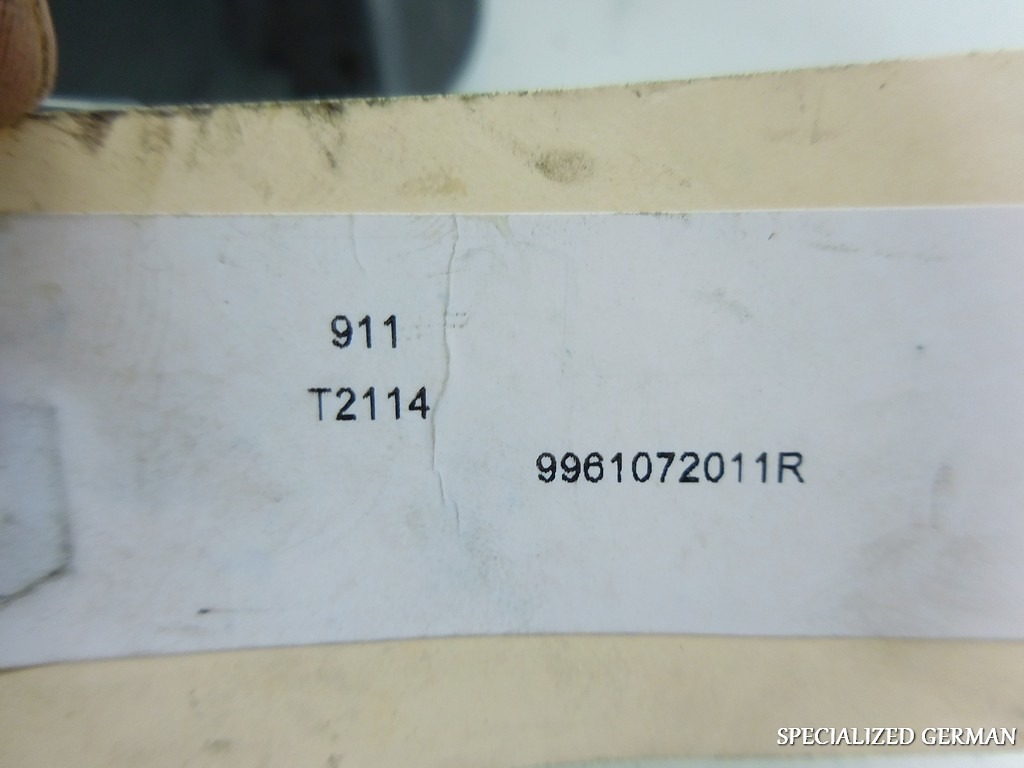 911
T2114
9961072011R
SPECIALIZED GERMAN